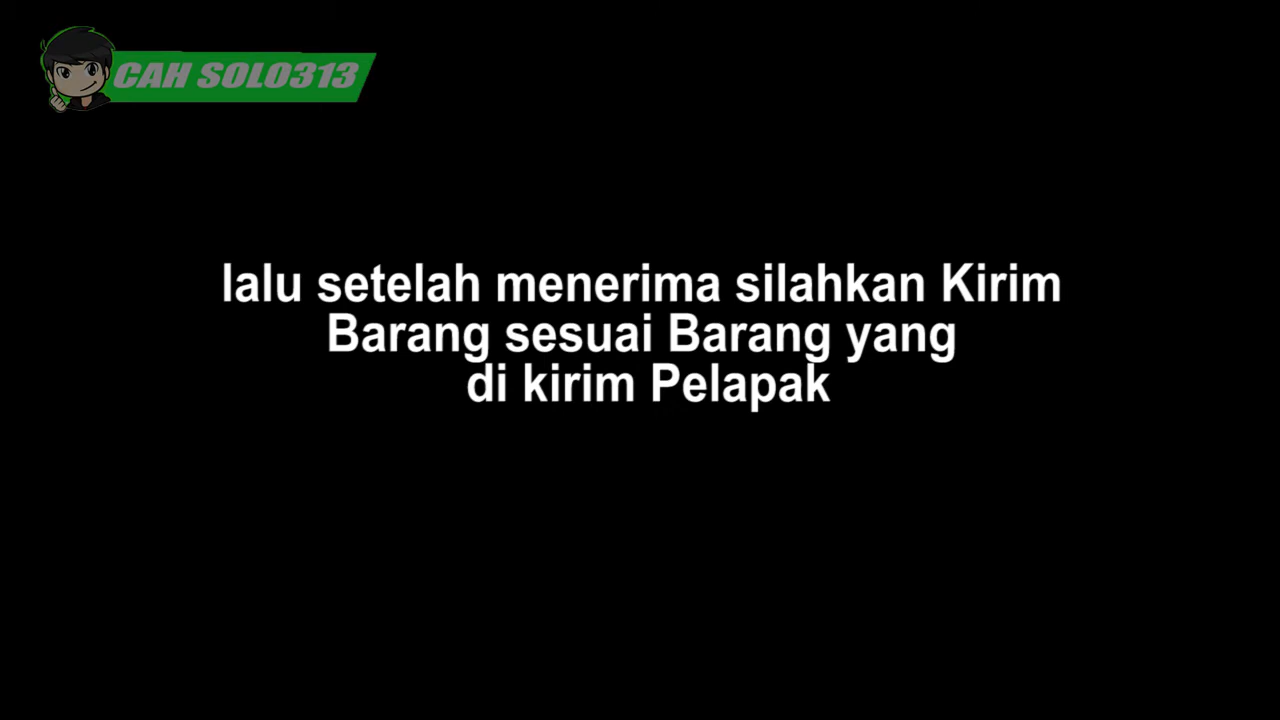 CAH SOLO313
lalu setelah menerima silahkan Kirim
Barang sesuai Barang yang
di kirim Pelapak